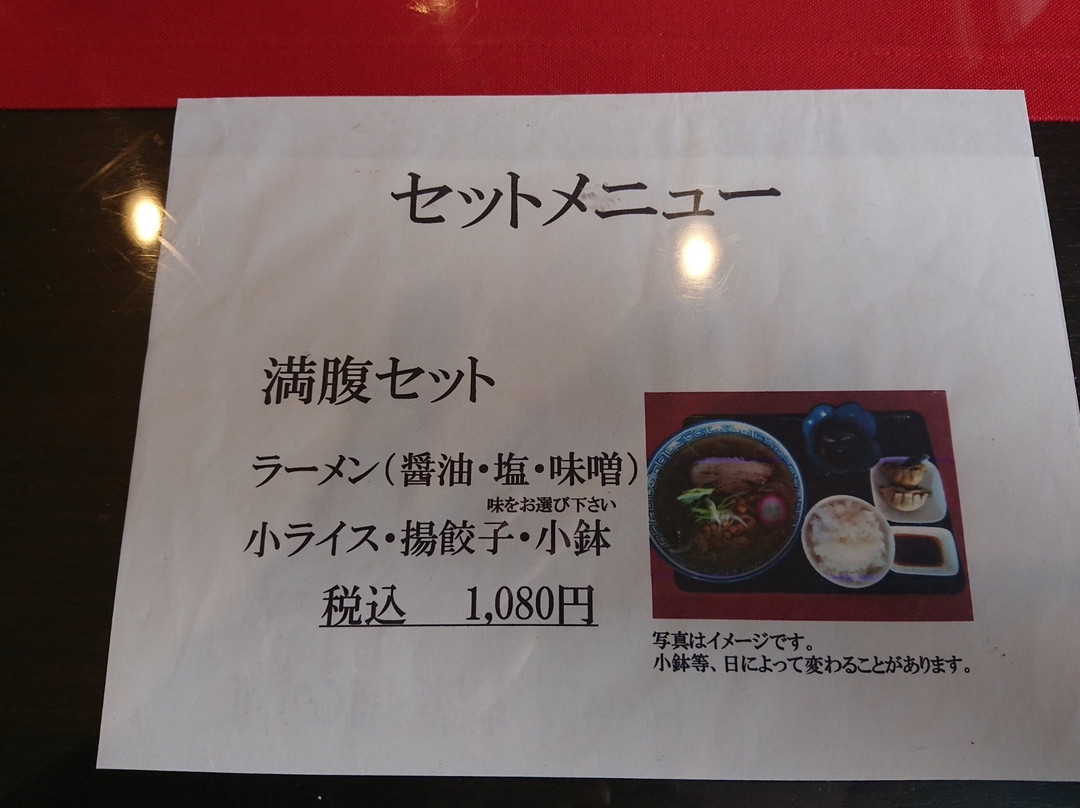 セットメニュー
満腹セット
ラーメン（醤油・塩・味噌）
味をお選び下さい
小ライス・揚餃子・小鉢
税込　1,080円
写真はイメージです。
小鉢等、日によって変わることがあります。